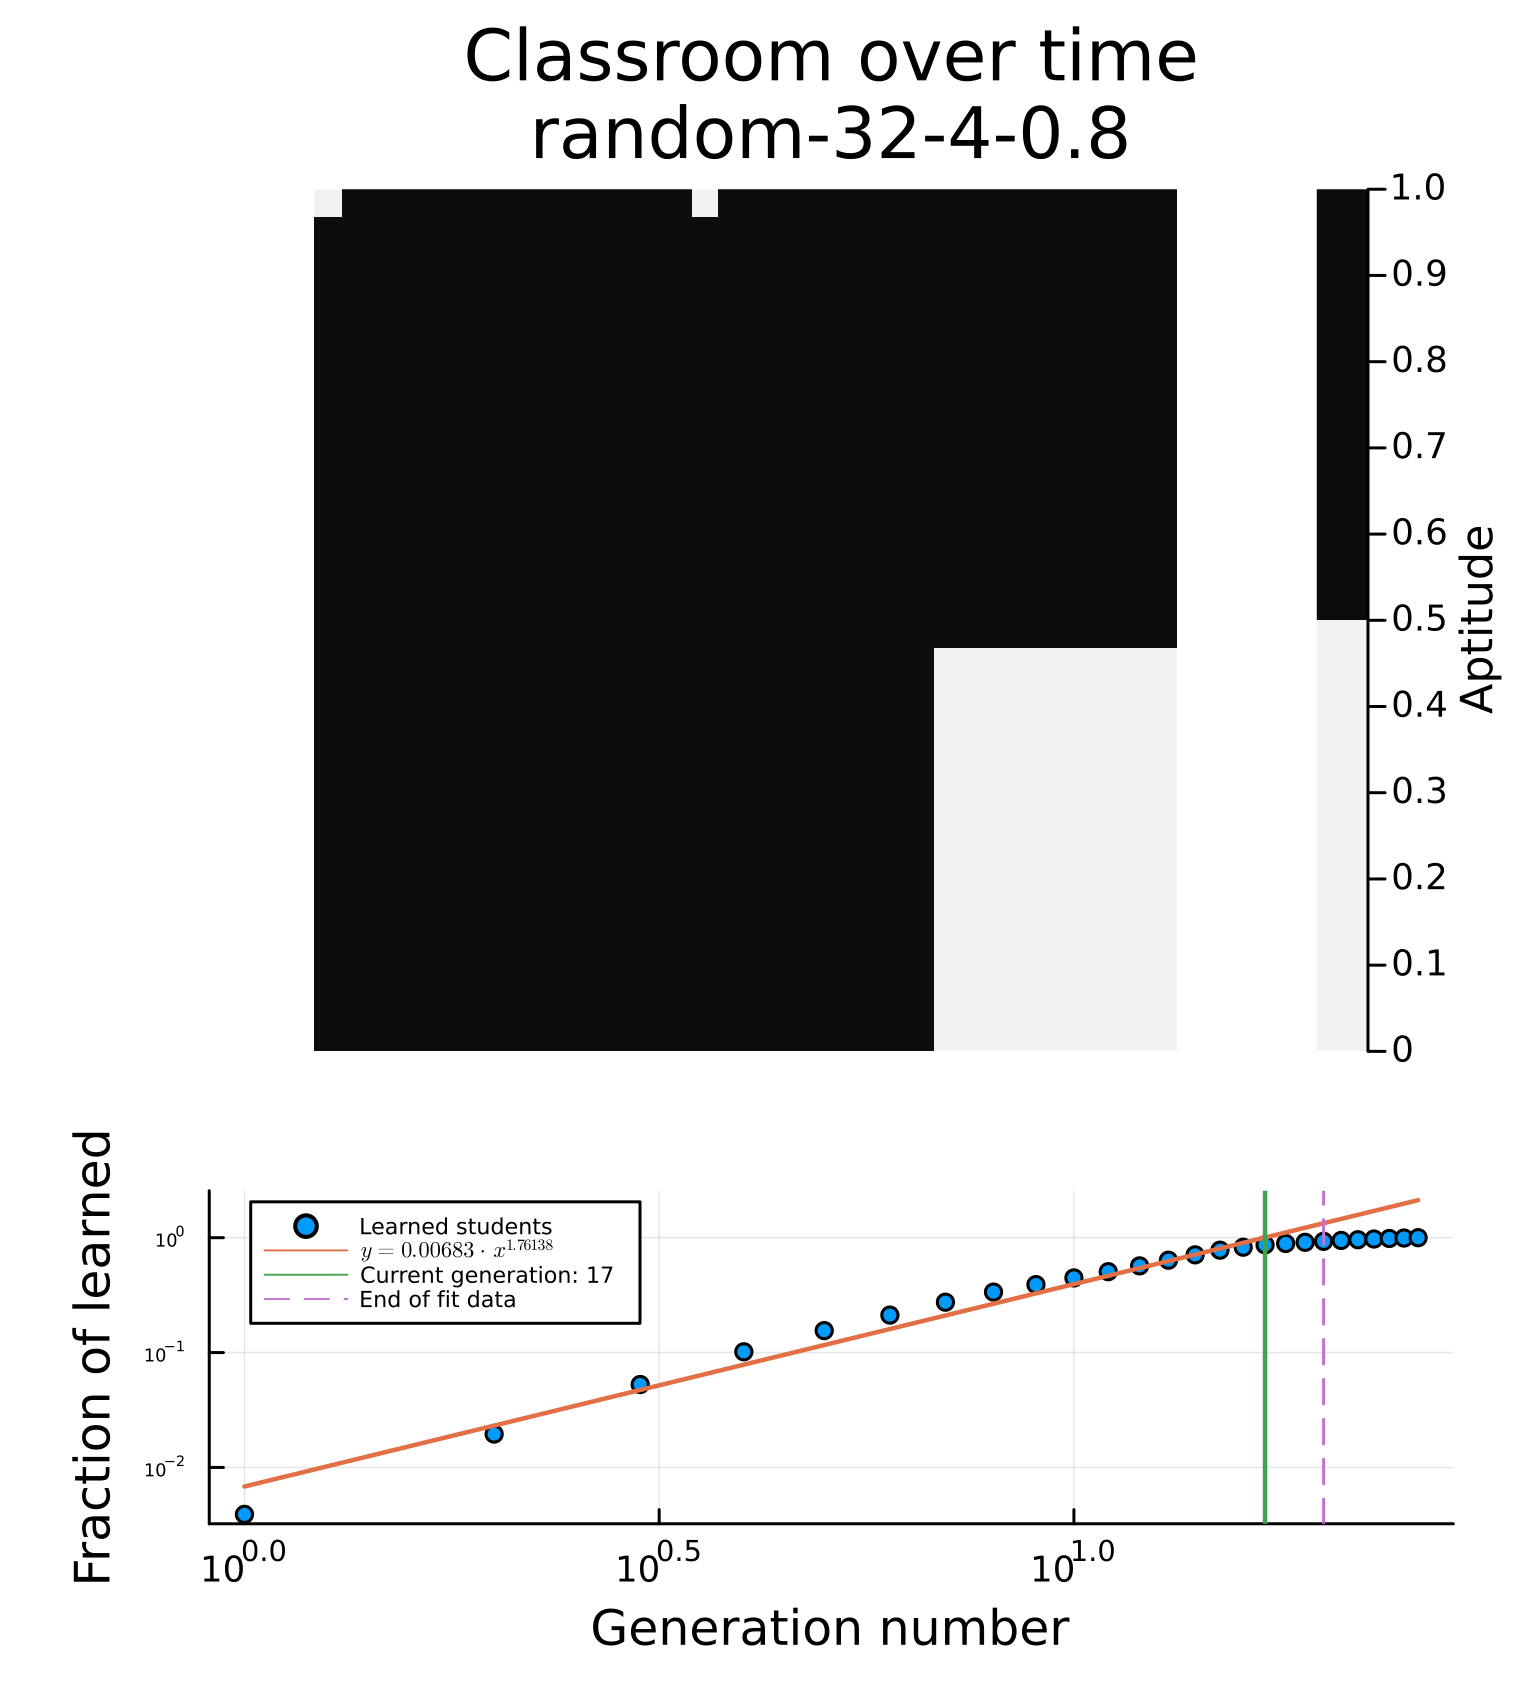 Classroom over time
random-32-4-0.8
1.0
0.9
0.8
0.7
0.6
0.5
0.4
0.3
0.2
0.1
0
Aptitude
Fraction of learned
10⁰
10⁻¹
10⁻²
Learned students
y = 0.00683 · x^1.76138
Current generation: 17
End of fit data
10^0.0
10^0.5
10^1.0
Generation number